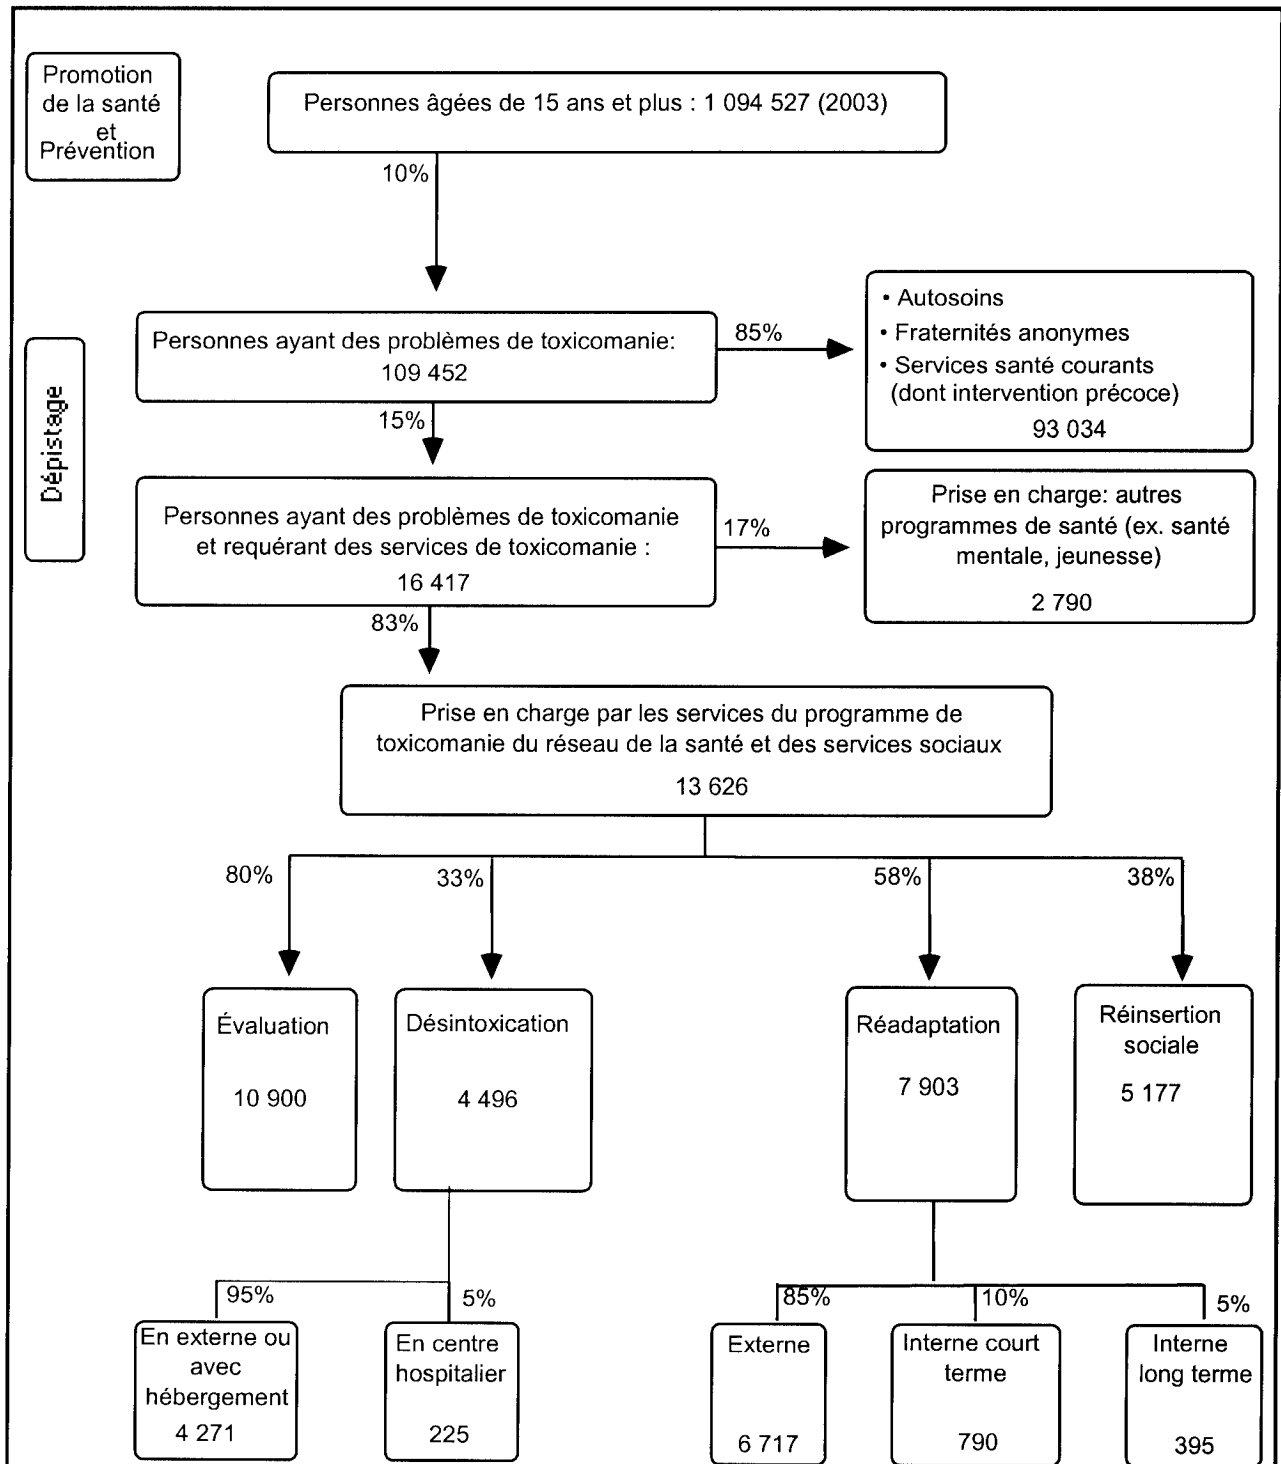 Promotion
de la santé
et
Prévention
Personnes âgées de 15 ans et plus : 1 094 527 (2003)
10%
Dépistage
Personnes ayant des problèmes de toxicomanie:
109 452
85%
• Autosoins
• Fraternités anonymes
• Services santé courants
(dont intervention précoce)
93 034
15%
Personnes ayant des problèmes de toxicomanie
et requérant des services de toxicomanie :
16 417
17%
Prise en charge: autres
programmes de santé (ex. santé
mentale, jeunesse)
2 790
83%
Prise en charge par les services du programme de
toxicomanie du réseau de la santé et des services sociaux
13 626
80%
33%
58%
38%
Évaluation
10 900
Désintoxication
4 496
Réadaptation
7 903
Réinsertion
sociale
5 177
95%
5%
85%
10%
5%
En externe ou
avec
hébergement
4 271
En centre
hospitalier
225
Externe
6 717
Interne court
terme
790
Interne
long terme
395